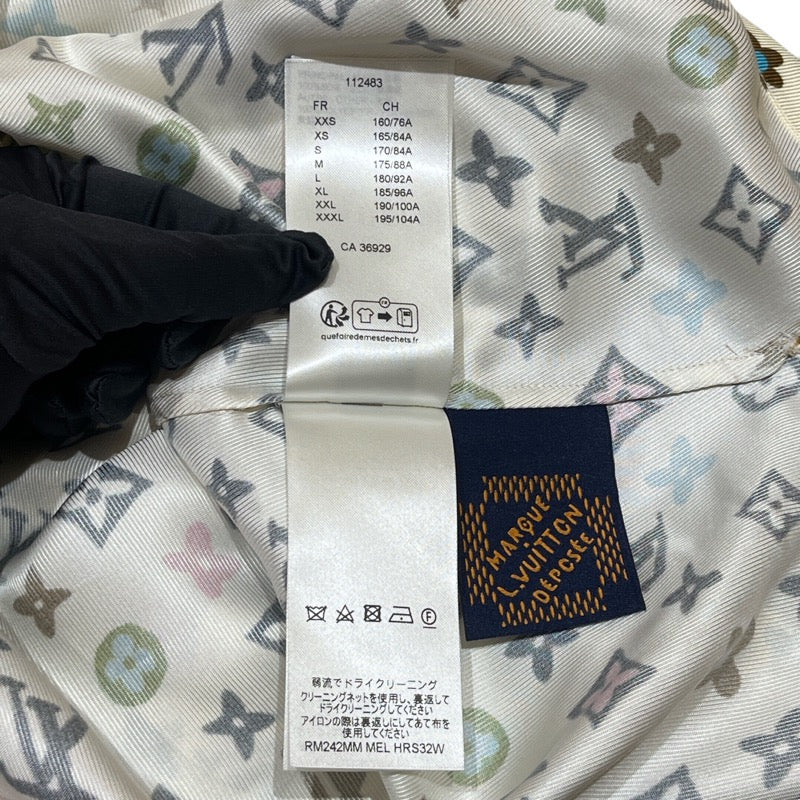 112483
FR CH
XXS 160/76A
XS 165/84A
S 170/84A
M 175/88A
L 180/92A
XL 185/96A
XXL 190/100A
XXXL 195/104A
CA 36929
FR
quefairedemesdechets.fr
MARQUE
L.VUITTON
DÉPOSÉE
F
弱流でドライクリーニング
クリーニングネットを使用し、裏返して
ドライクリーニングしてください
アイロンの際は裏返しにしてあて布を
使用してください
RM242MM MEL HRS32W